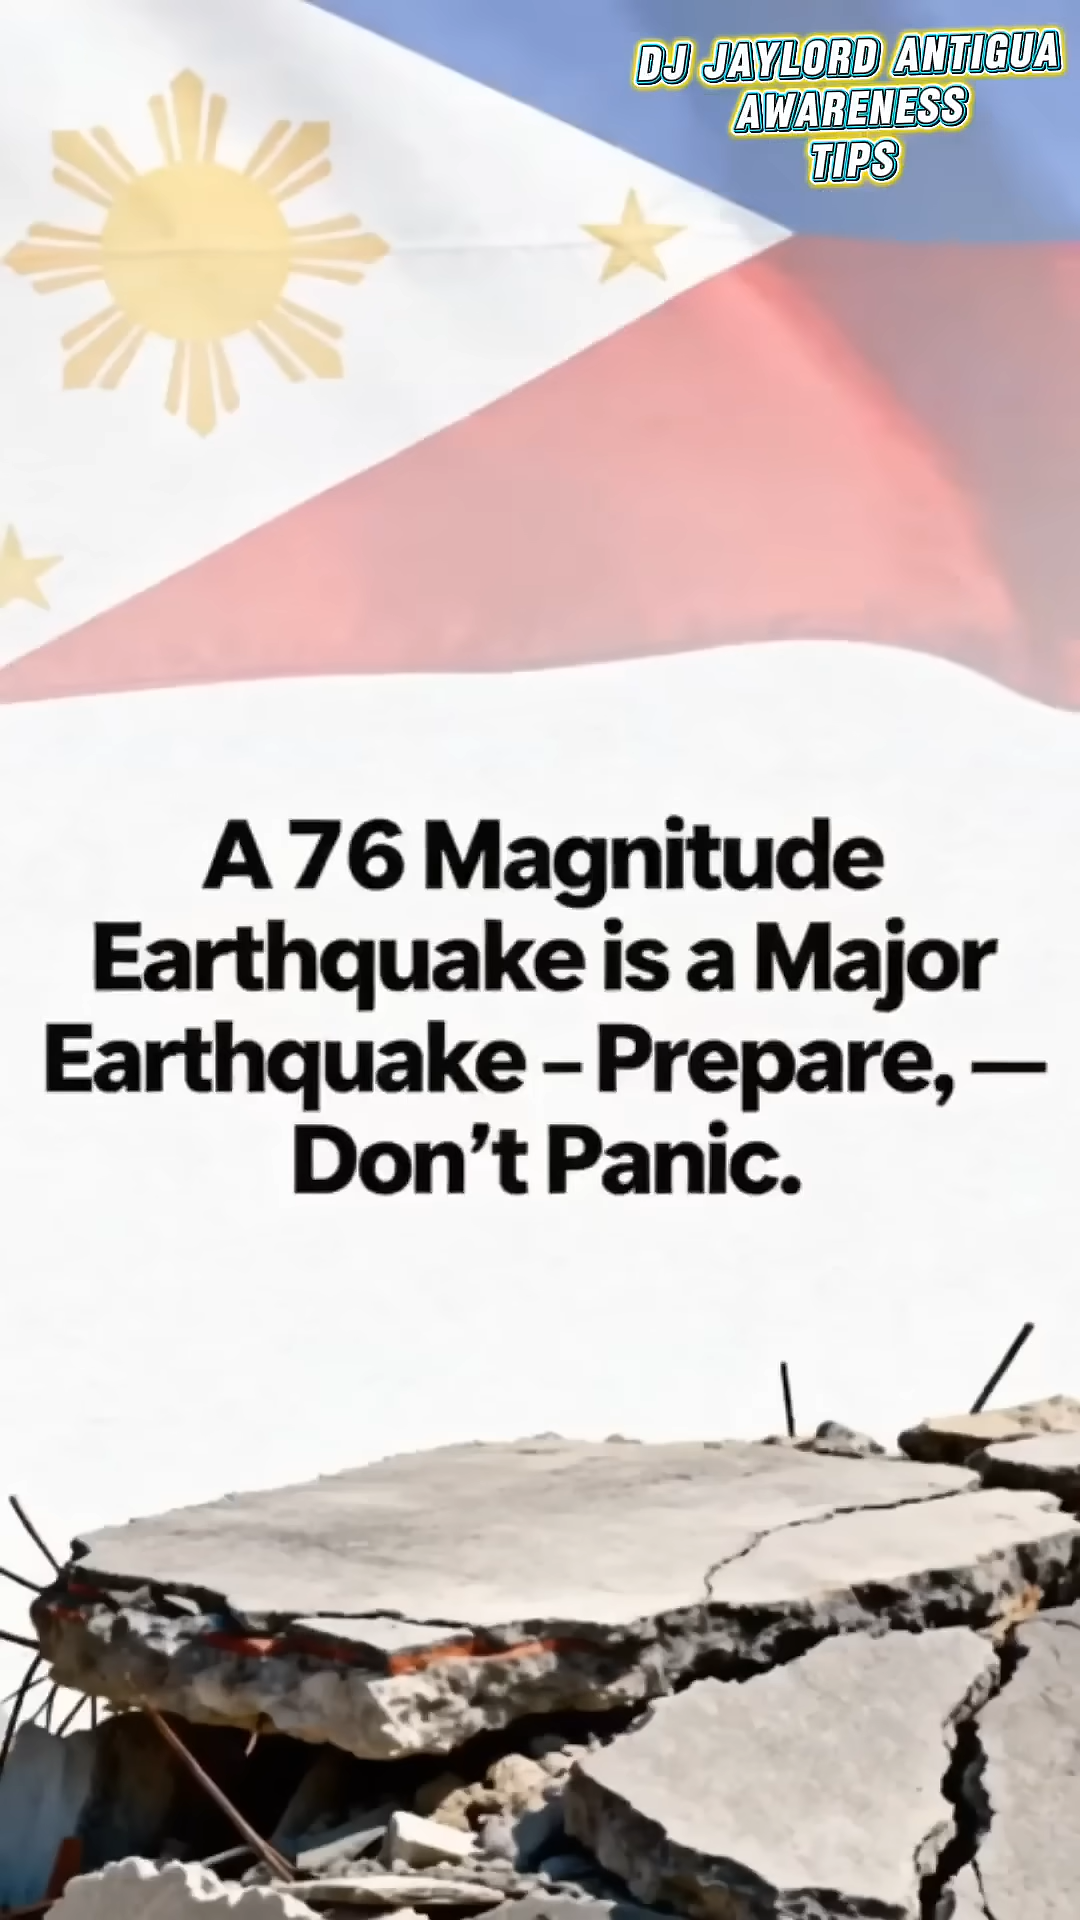 DJ JAYLORD ANTIGUA
AWARENESS
TIPS
A 76 Magnitude
Earthquake is a Major
Earthquake – Prepare, —
Don’t Panic.